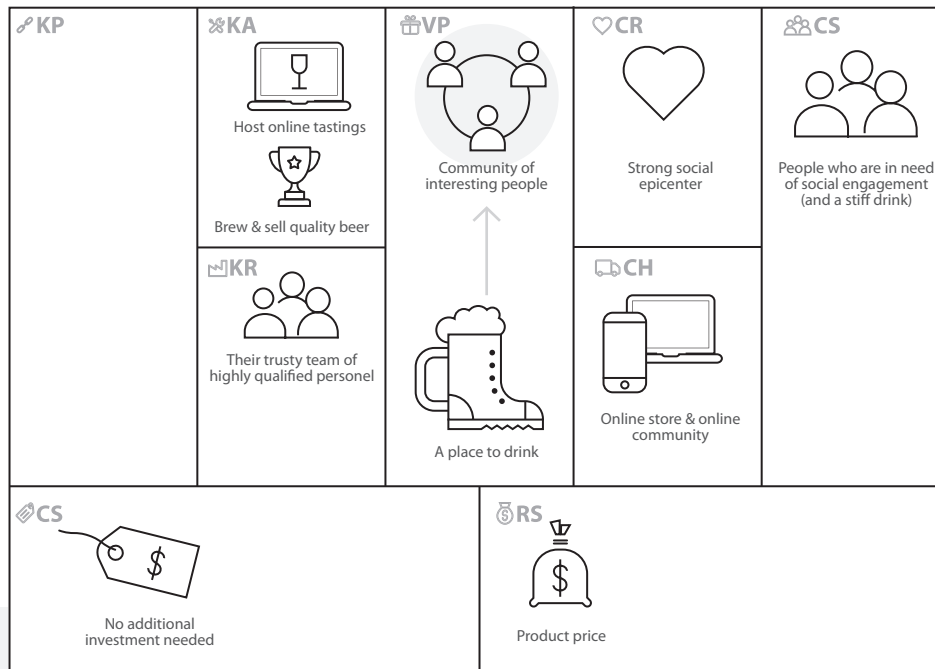 KP
KA
Host online tastings
Brew & sell quality beer
KR
Their trusty team of
highly qualified personel
VP
Community of
interesting people
A place to drink
$
CR
Strong social
epicenter
CH
Online store & online
community
CS
People who are in need
of social engagement
(and a stiff drink)
CS
$
No additional
investment needed
$
RS
$
Product price